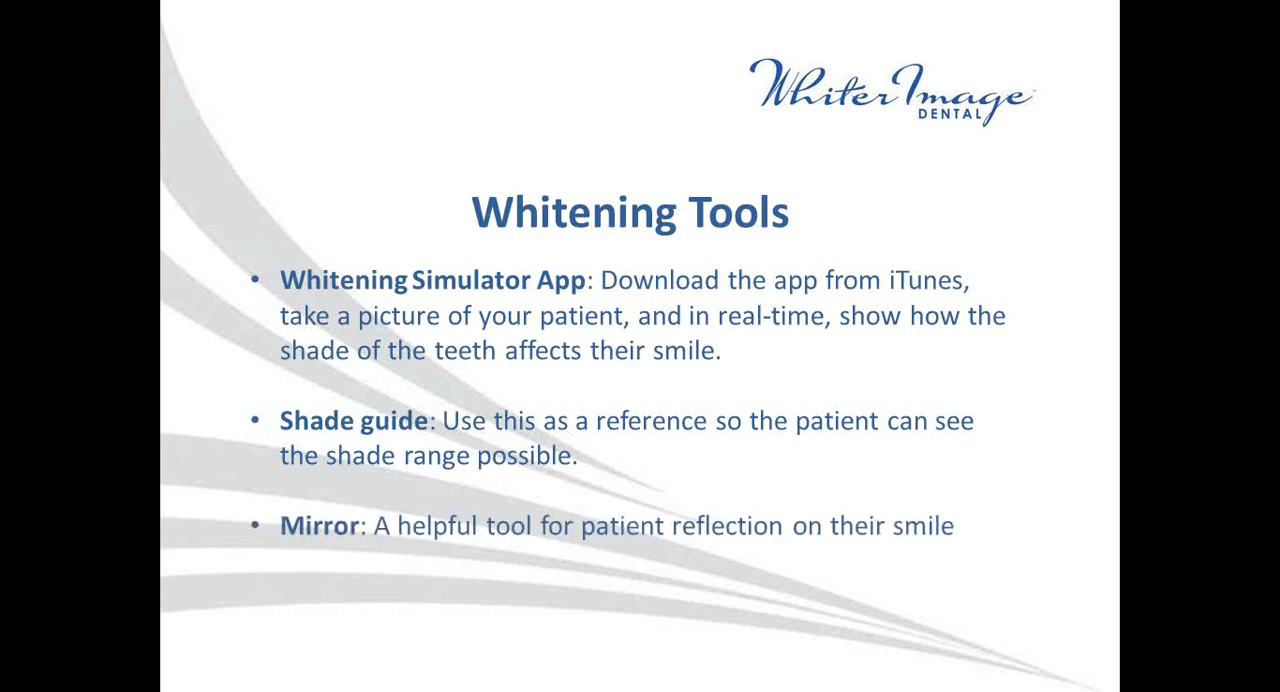 Whiter Image
DENTAL
Whitening Tools
• Whitening Simulator App: Download the app from iTunes,
take a picture of your patient, and in real-time, show how the
shade of the teeth affects their smile.
• Shade guide: Use this as a reference so the patient can see
the shade range possible.
• Mirror: A helpful tool for patient reflection on their smile